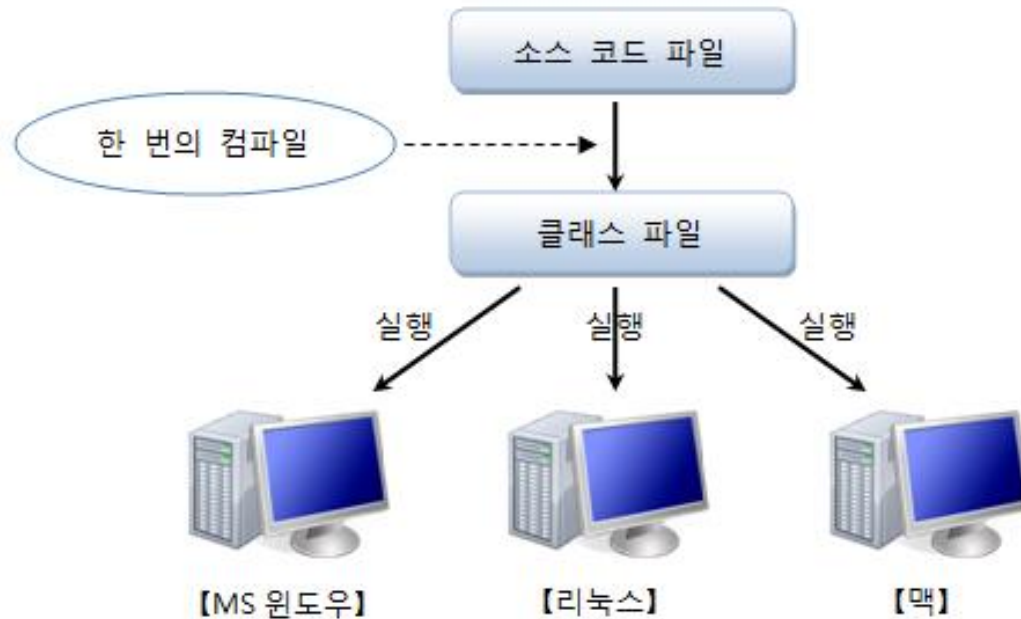 소스 코드 파일
한 번의 컴파일
클래스 파일
실행
실행
실행
【MS 윈도우】
【리눅스】
【맥】